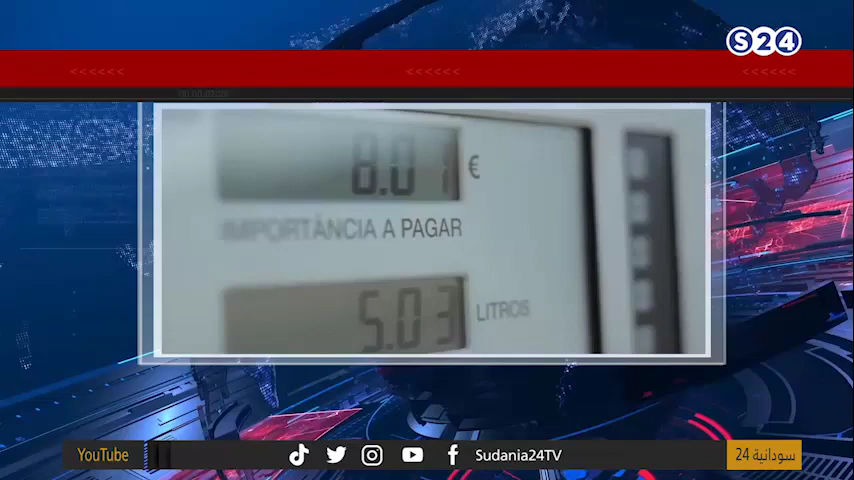 S24
8.01 €
IMPORTÂNCIA A PAGAR
5.03 LITROS
YouTube
Sudania24TV
سودانية 24